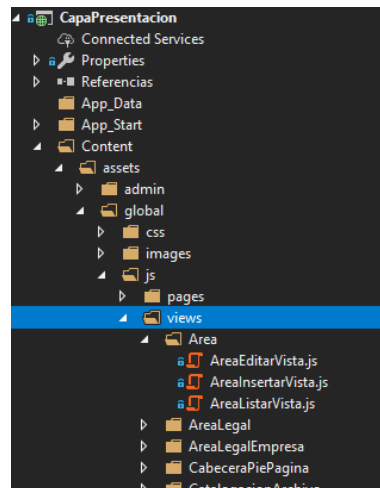 CapaPresentacion
Connected Services
Properties
Referencias
App_Data
App_Start
Content
assets
admin
global
css
images
js
pages
views
Area
AreaEditarVista.js
AreaInsertarVista.js
AreaListarVista.js
AreaLegal
AreaLegalEmpresa
CabeceraPiePagina